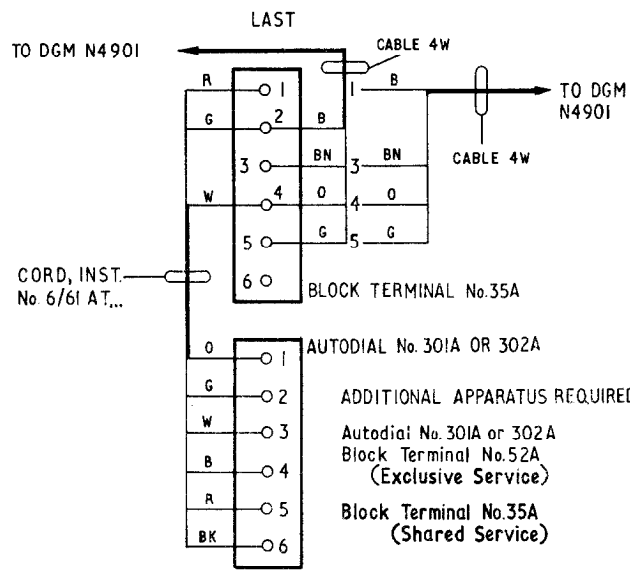 LAST
TO DGM N4901
CABLE 4W
R 1 1 B
TO DGM
N4901
G 2 B
CABLE 4W
3 BN 3 BN
W 4 O 4 O
5 G 5 G
6
CORD, INST.
No. 6/61 AT...
BLOCK TERMINAL No.35A
AUTODIAL No. 301A OR 302A
O 1
G 2
W 3
B 4
R 5
BK 6
ADDITIONAL APPARATUS REQUIRED
Autodial No. 301A or 302A
Block Terminal No.52A
(Exclusive Service)
Block Terminal No.35A
(Shared Service)